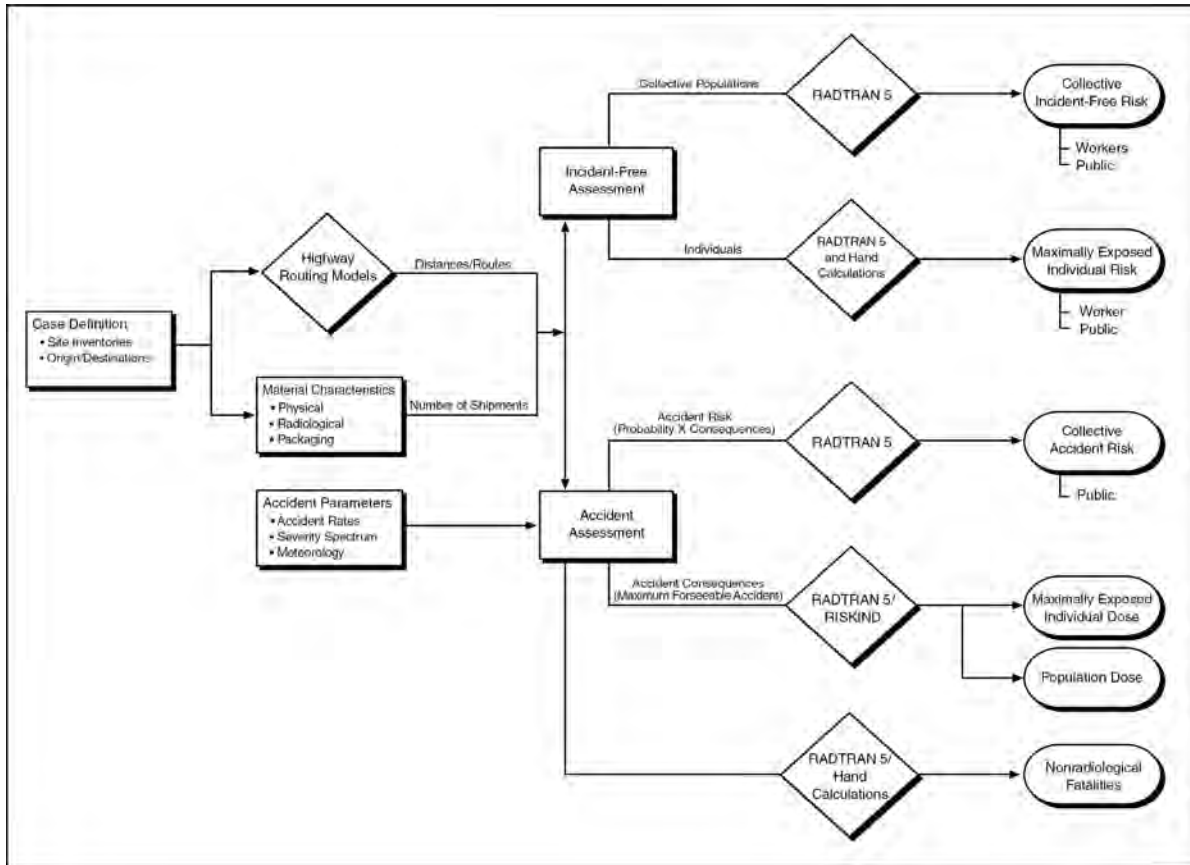 Case Definition
• Site Inventories
• Origin/Destinations
Highway
Routing Models
Distances/Routes
Material Characteristics
• Physical
• Radiological
• Packaging
Number of Shipments
Accident Parameters
• Accident Rates
• Severity Spectrum
• Meteorology
Incident-Free
Assessment
Collective Populations
RADTRAN 5
Collective
Incident-Free Risk
Workers
Public
Individuals
RADTRAN 5
and Hand
Calculations
Maximally Exposed
Individual Risk
Worker
Public
Accident
Assessment
Accident Risk
(Probability X Consequences)
RADTRAN 5
Collective
Accident Risk
Public
Accident Consequences
(Maximum Forseeable Accident)
RADTRAN 5/
RISKIND
Maximally Exposed
Individual Dose
Population Dose
RADTRAN 5/
Hand
Calculations
Nonradiological
Fatalities